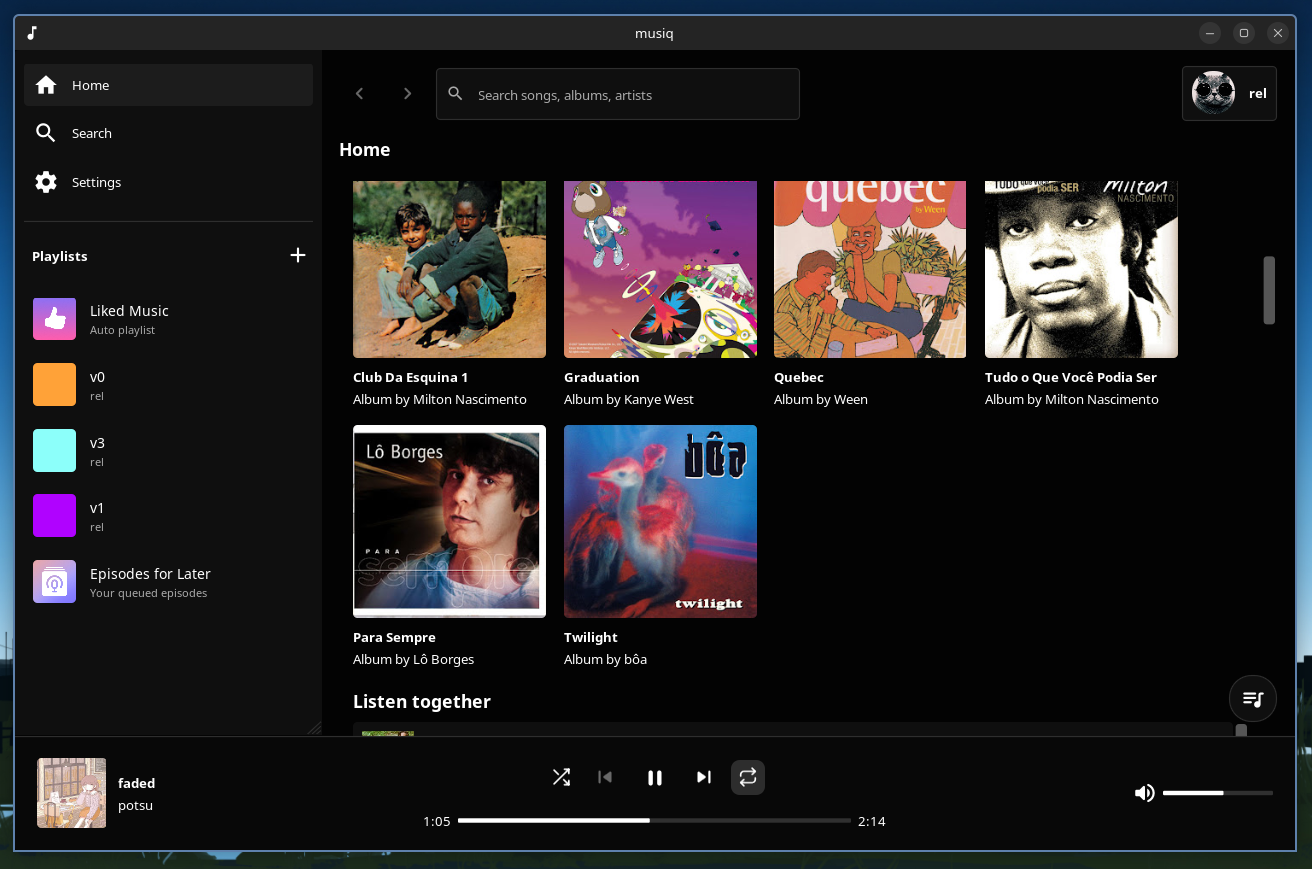 musiq
Home
Search
Settings
Playlists
Liked Music
Auto playlist
v0
rel
v3
rel
v1
rel
Episodes for Later
Your queued episodes
Search songs, albums, artists
rel
Home
quebec
by Ween
TUDO
podia SER
Milton
NASCIMENTO
Club Da Esquina 1
Album by Milton Nascimento
Graduation
Album by Kanye West
Quebec
Album by Ween
Tudo o Que Você Podia Ser
Album by Milton Nascimento
Lô Borges
PARA
sempre
bôa
twilight
Para Sempre
Album by Lô Borges
Twilight
Album by bôa
Listen together
faded
potsu
1:05
2:14